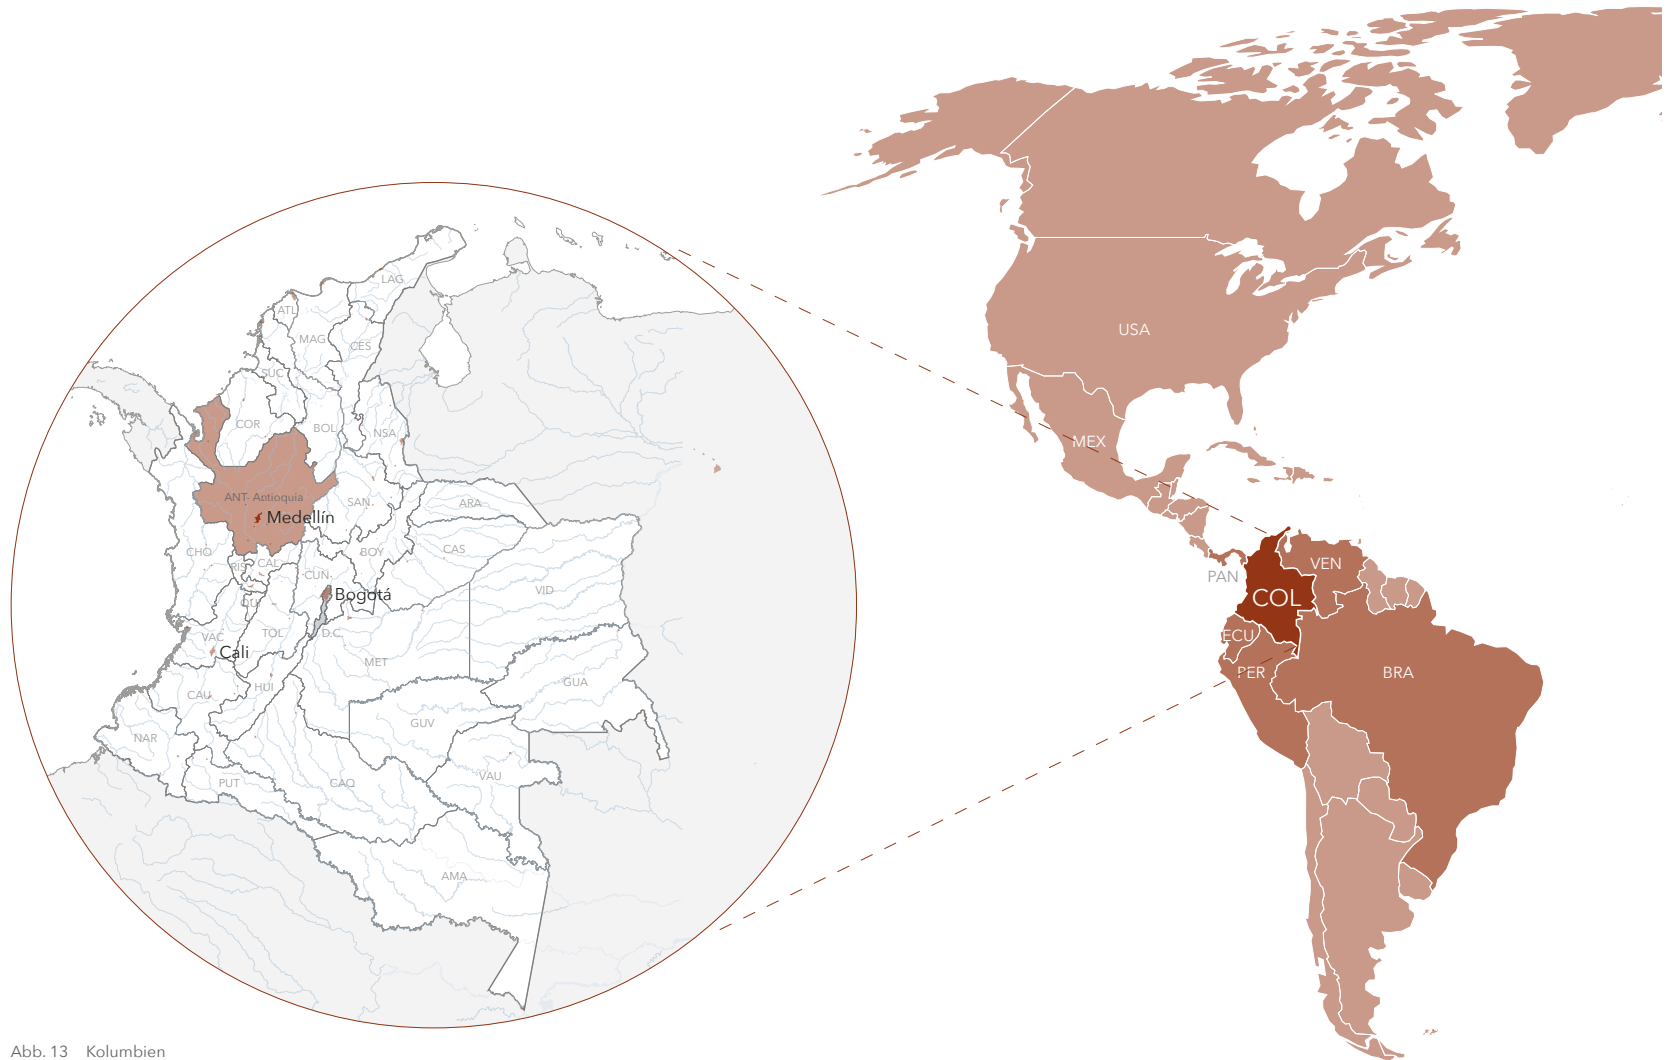 LAG
ATL
MAG
CES
SUC
COR
BOL
NSA
ANT- Antioquia
Medellín
SAN
ARA
CHO
BOY
CAS
RIS
CAL
CUN
Bogotá
VID
QUI
TOL
D.C.
VAC
Cali
MET
CAU
HUI
GUA
GUV
NAR
PUT
CAQ
VAU
AMA
USA
MEX
PAN
VEN
COL
ECU
PER
BRA
Abb. 13 Kolumbien